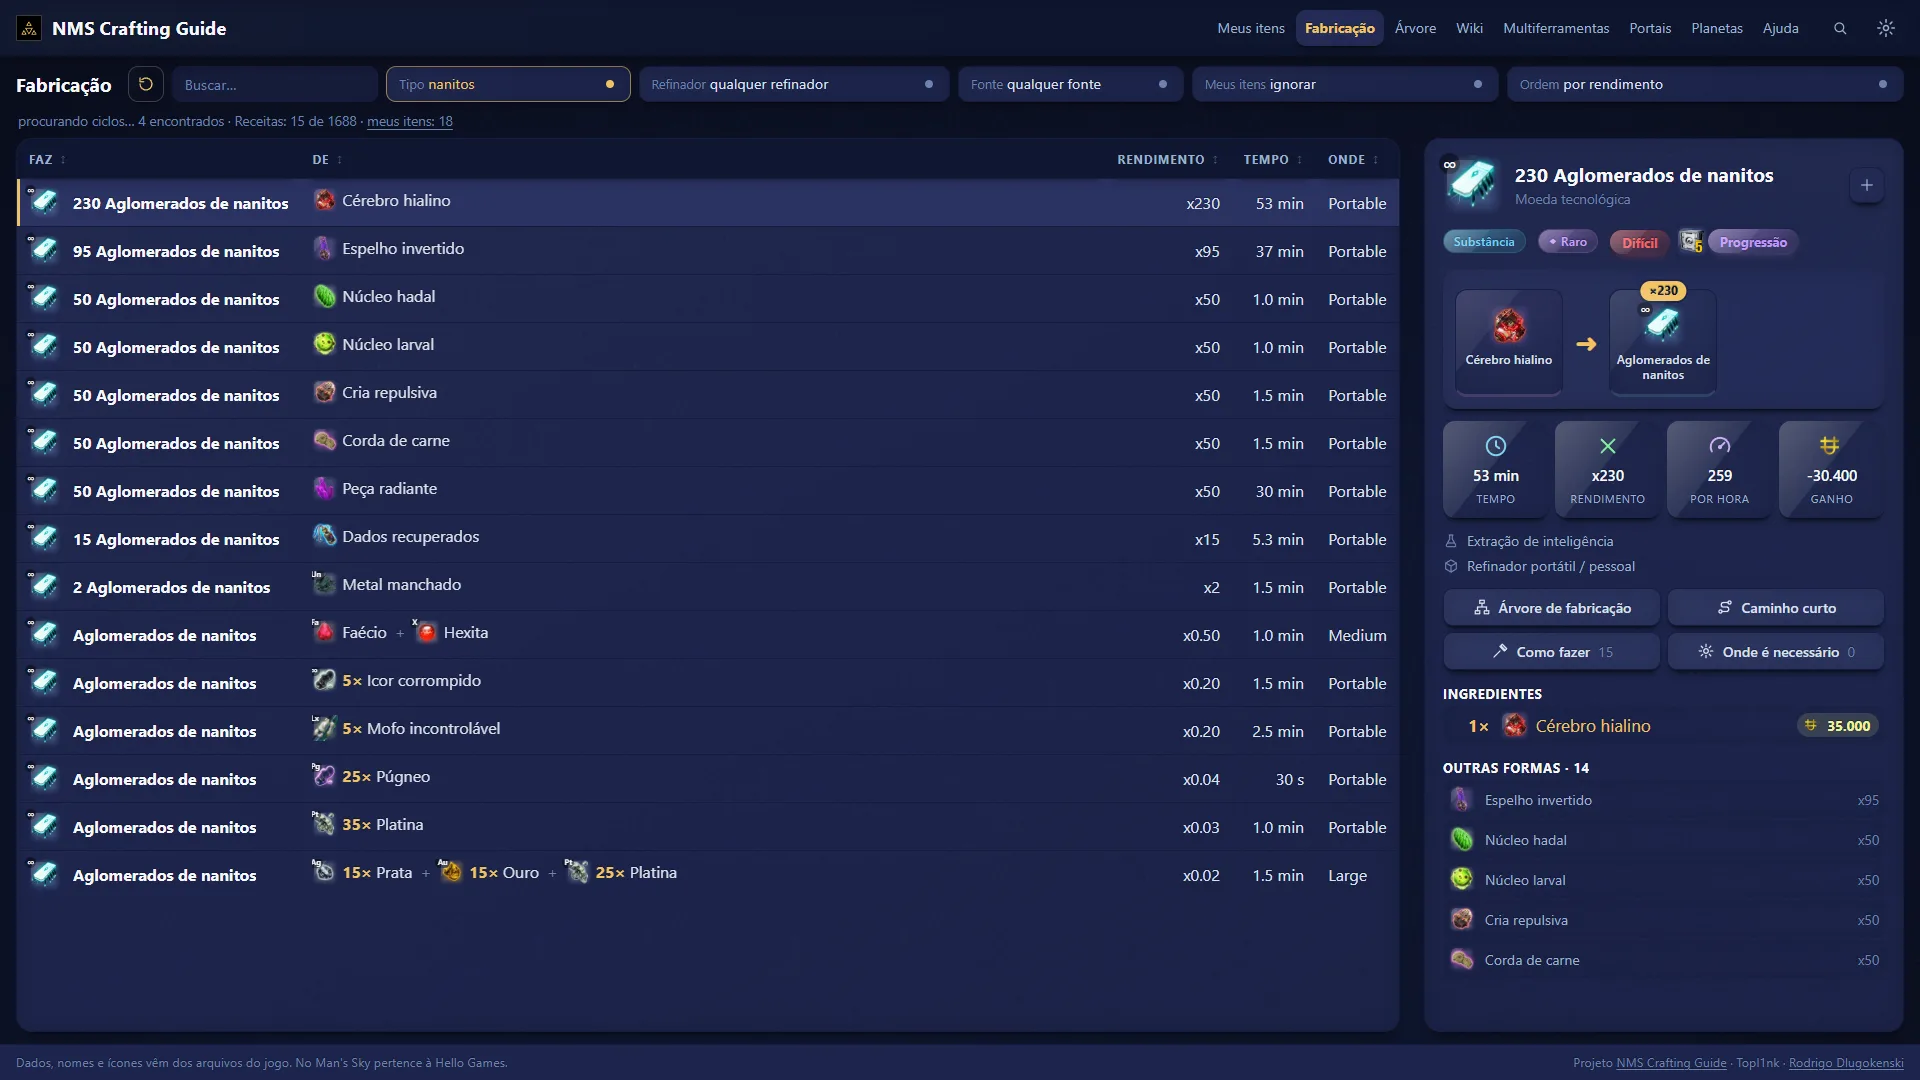 NMS Crafting Guide
Meus itens Fabricação Árvore Wiki Multiferramentas Portais Planetas Ajuda
Fabricação Buscar... Tipo nanitos Refinador qualquer refinador Fonte qualquer fonte Meus itens ignorar Ordem por rendimento
procurando ciclos... 4 encontrados · Receitas: 15 de 1688 · meus itens: 18
FAZ DE RENDIMENTO TEMPO ONDE
230 Aglomerados de nanitos Cérebro hialino x230 53 min Portable
95 Aglomerados de nanitos Espelho invertido x95 37 min Portable
50 Aglomerados de nanitos Núcleo hadal x50 1.0 min Portable
50 Aglomerados de nanitos Núcleo larval x50 1.0 min Portable
50 Aglomerados de nanitos Cria repulsiva x50 1.5 min Portable
50 Aglomerados de nanitos Corda de carne x50 1.5 min Portable
50 Aglomerados de nanitos Peça radiante x50 30 min Portable
15 Aglomerados de nanitos Dados recuperados x15 5.3 min Portable
2 Aglomerados de nanitos Metal manchado x2 1.5 min Portable
Aglomerados de nanitos Faécio + Hexita x0.50 1.0 min Medium
Aglomerados de nanitos 5× Icor corrompido x0.20 1.5 min Portable
Aglomerados de nanitos 5× Mofo incontrolável x0.20 2.5 min Portable
Aglomerados de nanitos Pg 25× Púgneo x0.04 30 s Portable
Aglomerados de nanitos Pt 35× Platina x0.03 1.0 min Portable
Aglomerados de nanitos Ag 15× Prata + Au 15× Ouro + Pt 25× Platina x0.02 1.5 min Large
230 Aglomerados de nanitos
Moeda tecnológica
Substância Raro Difícil 5 Progressão
×230
Cérebro hialino
Aglomerados de
nanitos
53 min x230 259 -30.400
TEMPO RENDIMENTO POR HORA GANHO
Extração de inteligência
Refinador portátil / pessoal
Árvore de fabricação Caminho curto
Como fazer 15 Onde é necessário 0
INGREDIENTES
1× Cérebro hialino 35.000
OUTRAS FORMAS · 14
Espelho invertido x95
Núcleo hadal x50
Núcleo larval x50
Cria repulsiva x50
Corda de carne x50
Dados, nomes e ícones vêm dos arquivos do jogo. No Man's Sky pertence à Hello Games.
Projeto NMS Crafting Guide · Topl1nk · Rodrigo Dlugokenski